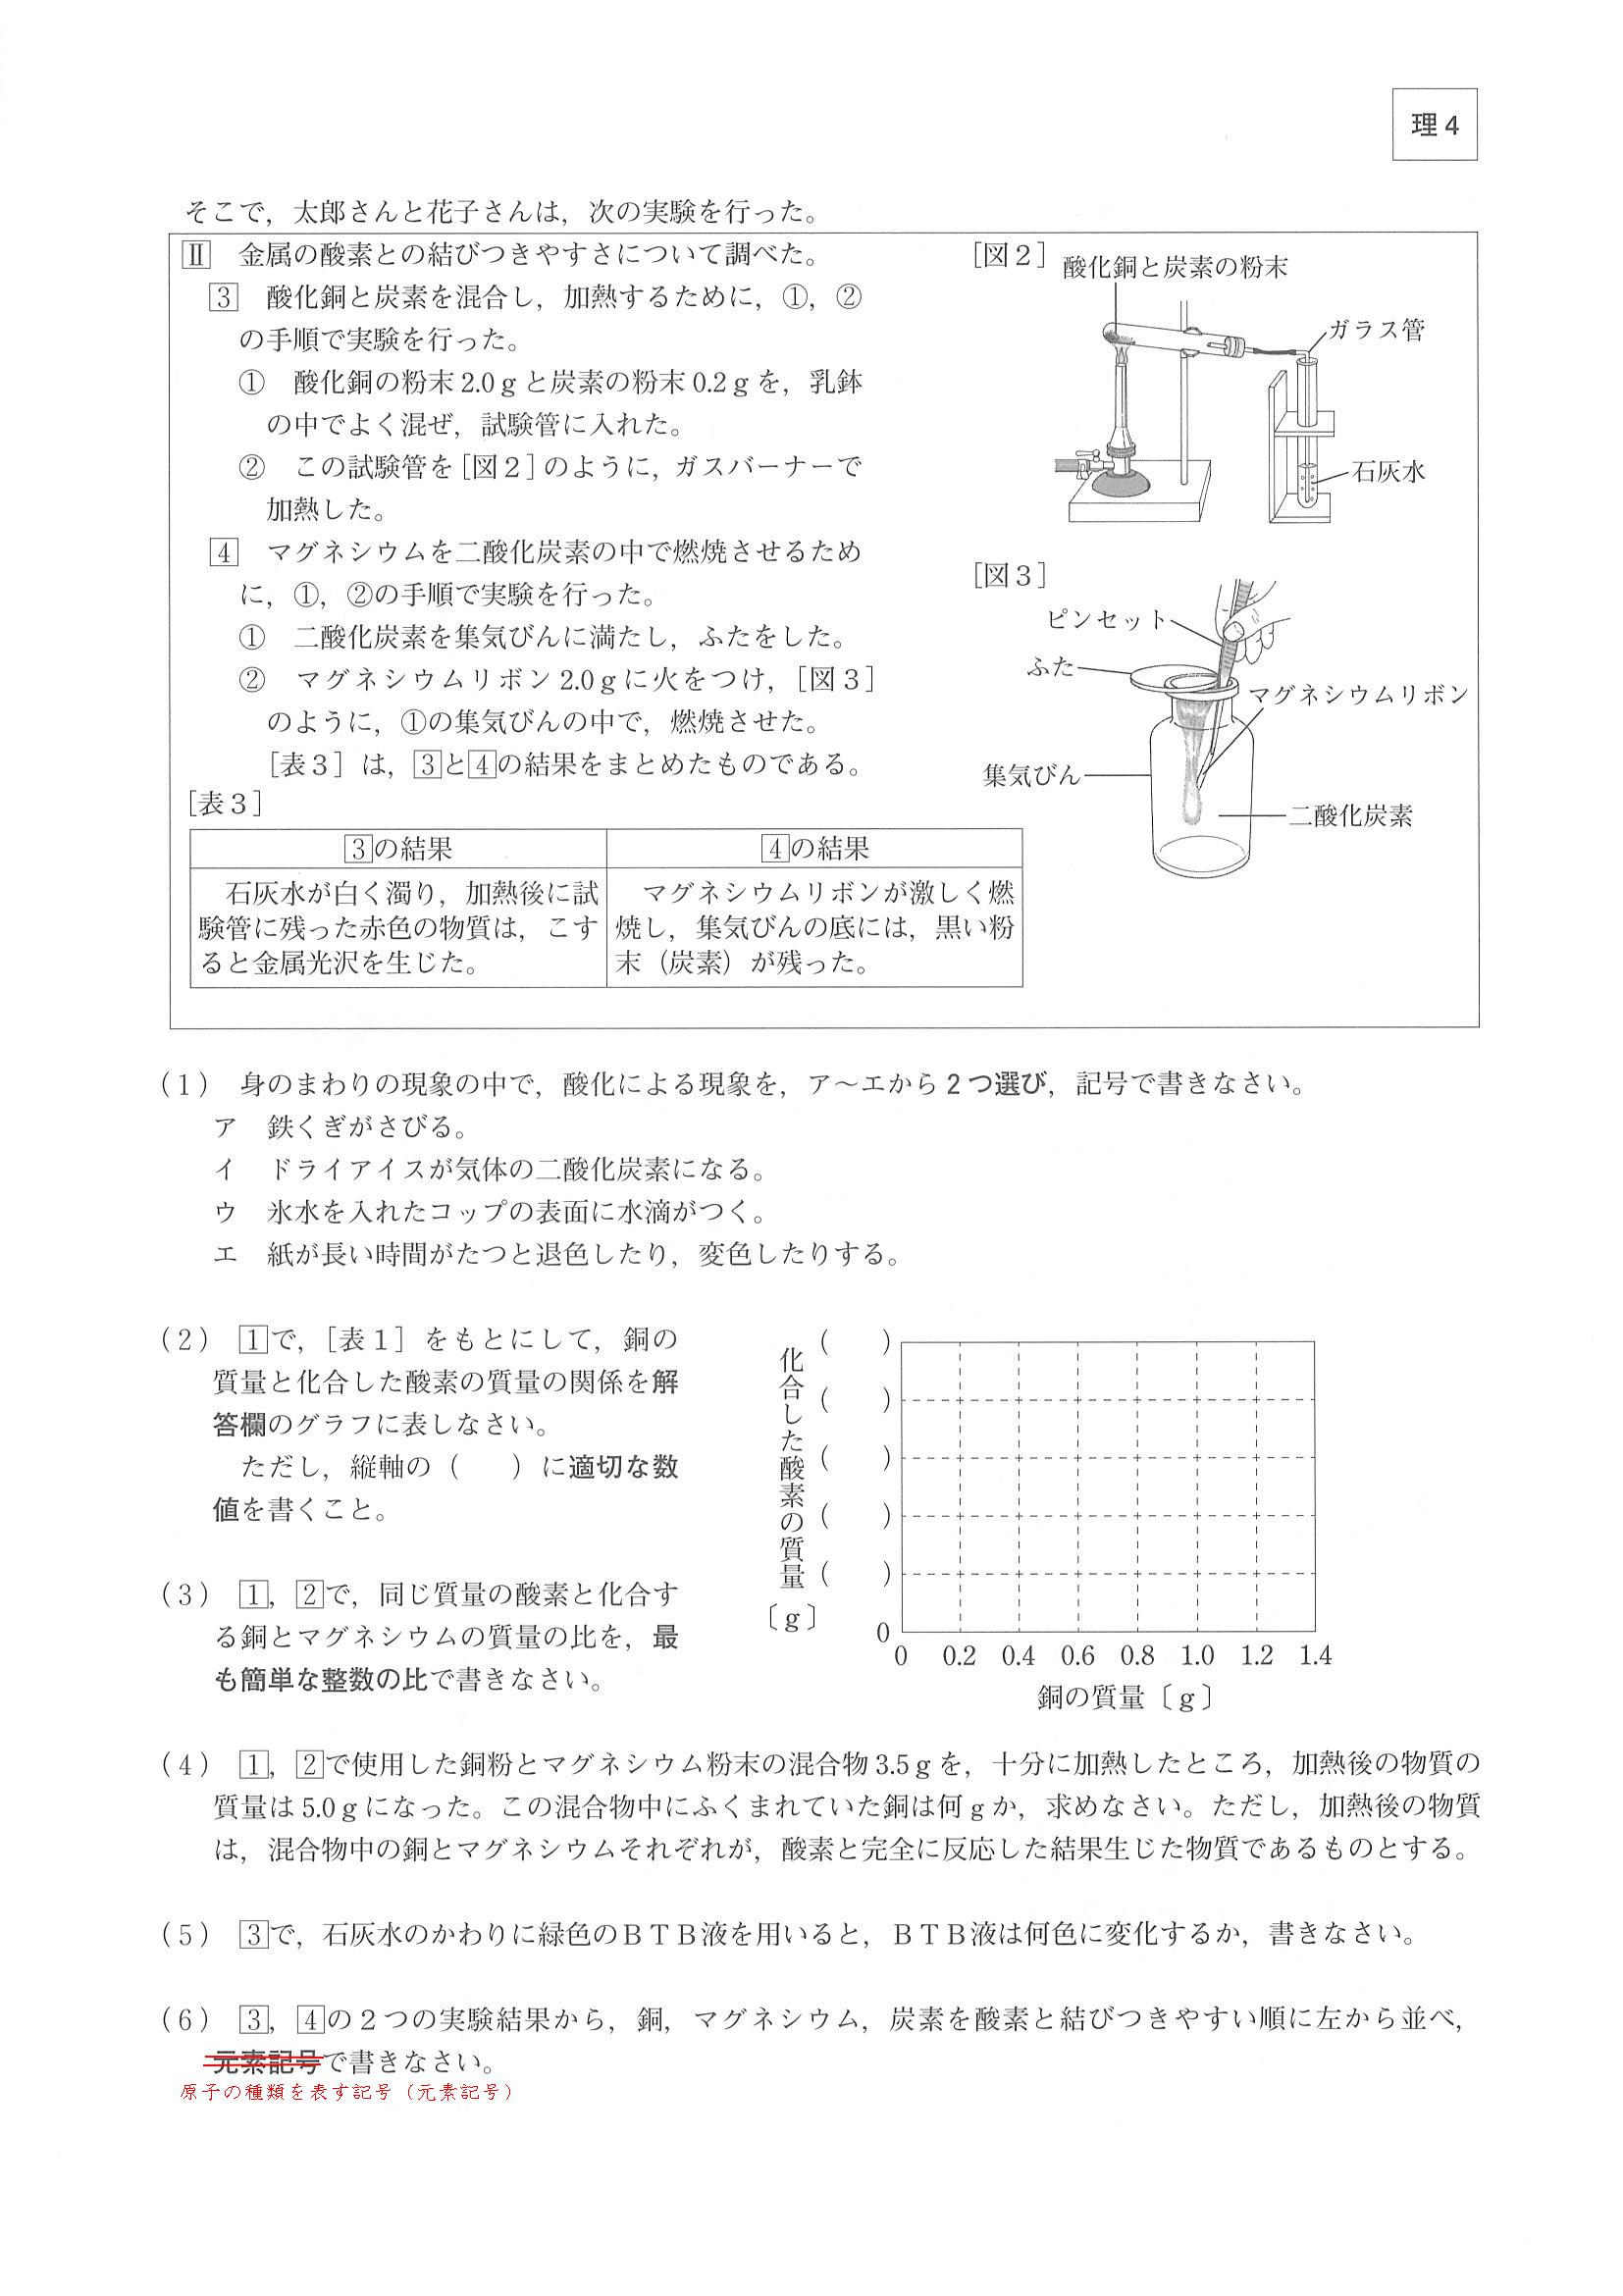 理4
そこで，太郎さんと花子さんは，次の実験を行った。
Ⅱ　金属の酸素との結びつきやすさについて調べた。
3　酸化銅と炭素を混合し，加熱するために，①，②
の手順で実験を行った。
①　酸化銅の粉末2.0gと炭素の粉末0.2gを，乳鉢
の中でよく混ぜ，試験管に入れた。
②　この試験管を［図２］のように，ガスバーナーで
加熱した。
4　マグネシウムを二酸化炭素の中で燃焼させるため
に，①，②の手順で実験を行った。
①　二酸化炭素を集気びんに満たし，ふたをした。
②　マグネシウムリボン2.0gに火をつけ，［図３］
のように，①の集気びんの中で，燃焼させた。
［表３］は，3と4の結果をまとめたものである。
［図２］
酸化銅と炭素の粉末
ガラス管
石灰水
［図３］
ピンセット
ふた
マグネシウムリボン
集気びん
二酸化炭素
［表３］
3の結果
4の結果
石灰水が白く濁り，加熱後に試
験管に残った赤色の物質は，こす
ると金属光沢を生じた。
マグネシウムリボンが激しく燃
焼し，集気びんの底には，黒い粉
末（炭素）が残った。
（１）　身のまわりの現象の中で，酸化による現象を，ア～エから２つ選び，記号で書きなさい。
ア　鉄くぎがさびる。
イ　ドライアイスが気体の二酸化炭素になる。
ウ　氷水を入れたコップの表面に水滴がつく。
エ　紙が長い時間がたつと退色したり，変色したりする。
（２）　1で，［表１］をもとにして，銅の
質量と化合した酸素の質量の関係を解
答欄のグラフに表しなさい。
ただし，縦軸の（　　）に適切な数
値を書くこと。
化合した酸素の質量〔g〕
（　　）
（　　）
（　　）
（　　）
（　　）
0
0　0.2　0.4　0.6　0.8　1.0　1.2　1.4
銅の質量〔g〕
（３）　1，2で，同じ質量の酸素と化合す
る銅とマグネシウムの質量の比を，最
も簡単な整数の比で書きなさい。
（４）　1，2で使用した銅粉とマグネシウム粉末の混合物3.5gを，十分に加熱したところ，加熱後の物質の
質量は5.0gになった。この混合物中にふくまれていた銅は何gか，求めなさい。ただし，加熱後の物質
は，混合物中の銅とマグネシウムそれぞれが，酸素と完全に反応した結果生じた物質であるものとする。
（５）　3で，石灰水のかわりに緑色のＢＴＢ液を用いると，ＢＴＢ液は何色に変化するか，書きなさい。
（６）　3，4の２つの実験結果から，銅，マグネシウム，炭素を酸素と結びつきやすい順に左から並べ，
元素記号で書きなさい。
原子の種類を表す記号（元素記号）